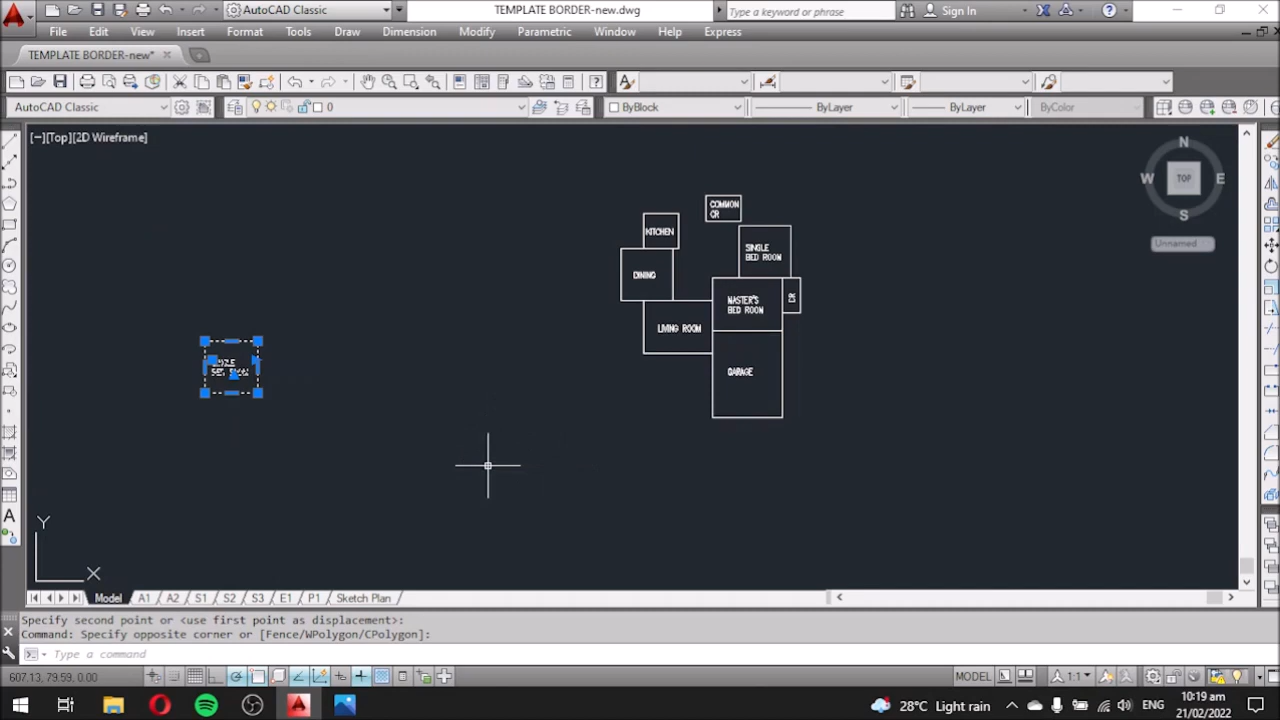 AutoCAD Classic
TEMPLATE BORDER-new.dwg
Type a keyword or phrase
Sign In
File Edit View Insert Format Tools Draw Dimension Modify Parametric Window Help Express
TEMPLATE BORDER-new*
AutoCAD Classic
0
ByBlock
ByLayer
ByLayer
ByColor
[−][Top][2D Wireframe]
N
W TOP E
S
Unnamed
COMMON
CR
KITCHEN
SINGLE
BED ROOM
DINING
MASTER'S
BED ROOM
CR
LIVING ROOM
GARAGE
Y
X
Model A1 A2 S1 S2 S3 E1 P1 Sketch Plan
Specify second point or <use first point as displacement>:
Command: Specify opposite corner or [Fence/WPolygon/CPolygon]:
Type a command
607.13, 79.59, 0.00
MODEL
1:1
28°C Light rain
ENG
10:19 am
21/02/2022